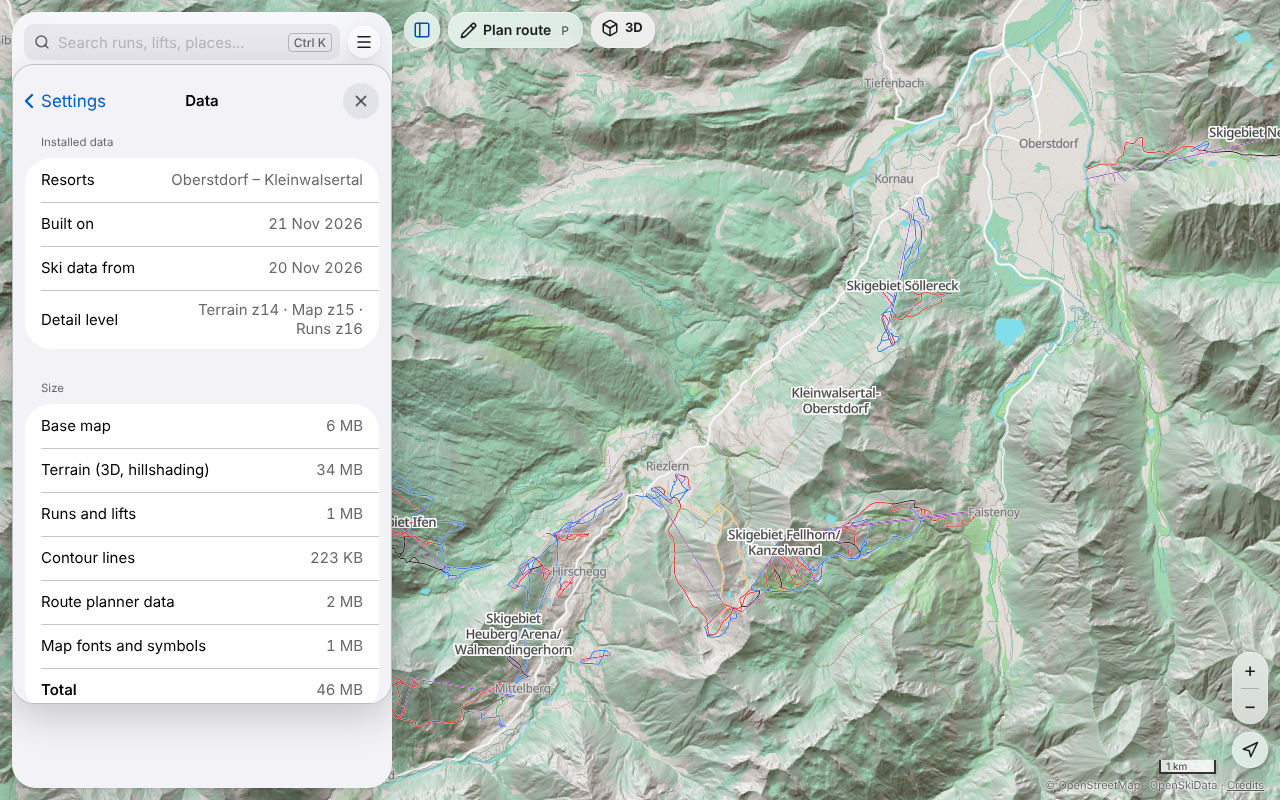 Search runs, lifts, places...
Ctrl K
Plan route P
3D
Settings
Data
Installed data
Resorts Oberstdorf – Kleinwalsertal
Built on 21 Nov 2026
Ski data from 20 Nov 2026
Detail level Terrain z14 · Map z15 ·
Runs z16
Size
Base map 6 MB
Terrain (3D, hillshading) 34 MB
Runs and lifts 1 MB
Contour lines 223 KB
Route planner data 2 MB
Map fonts and symbols 1 MB
Total 46 MB
Tiefenbach
Oberstdorf
Skigebiet Ne
Kornau
Skigebiet Söllereck
Kleinwalsertal-
Oberstdorf
Riezlern
biet Ifen
Faistenoy
Skigebiet Fellhorn/
Kanzelwand
Hirschegg
Skigebiet
Heuberg Arena/
Walmendingerhorn
Mittelberg
1 km
© OpenStreetMap · OpenSkiData · Credits